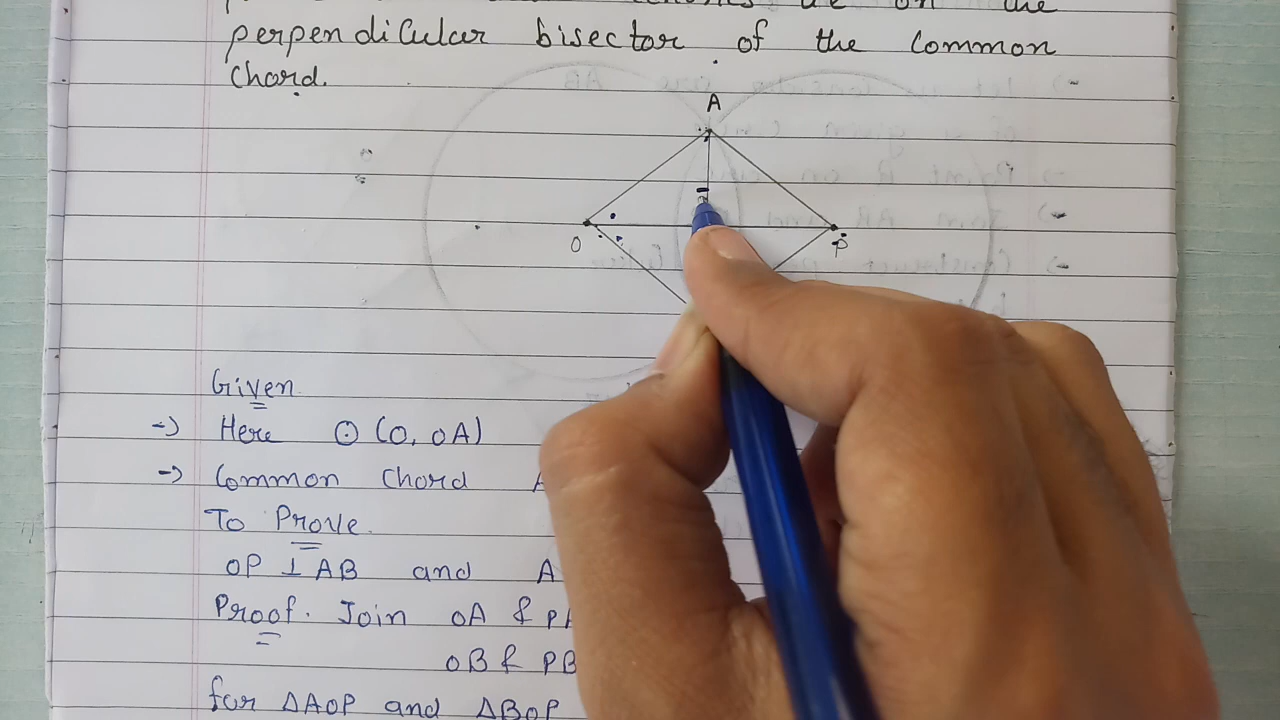 the
perpendicular bisector of the common
Chord.
A
O
P
Given
-> Here ⊙ (O, OA)
-> Common Chord
To Prove.
OP ⊥ AB and A
Proof. Join OA & PA
OB & PB
for ΔAOP and ΔBOP